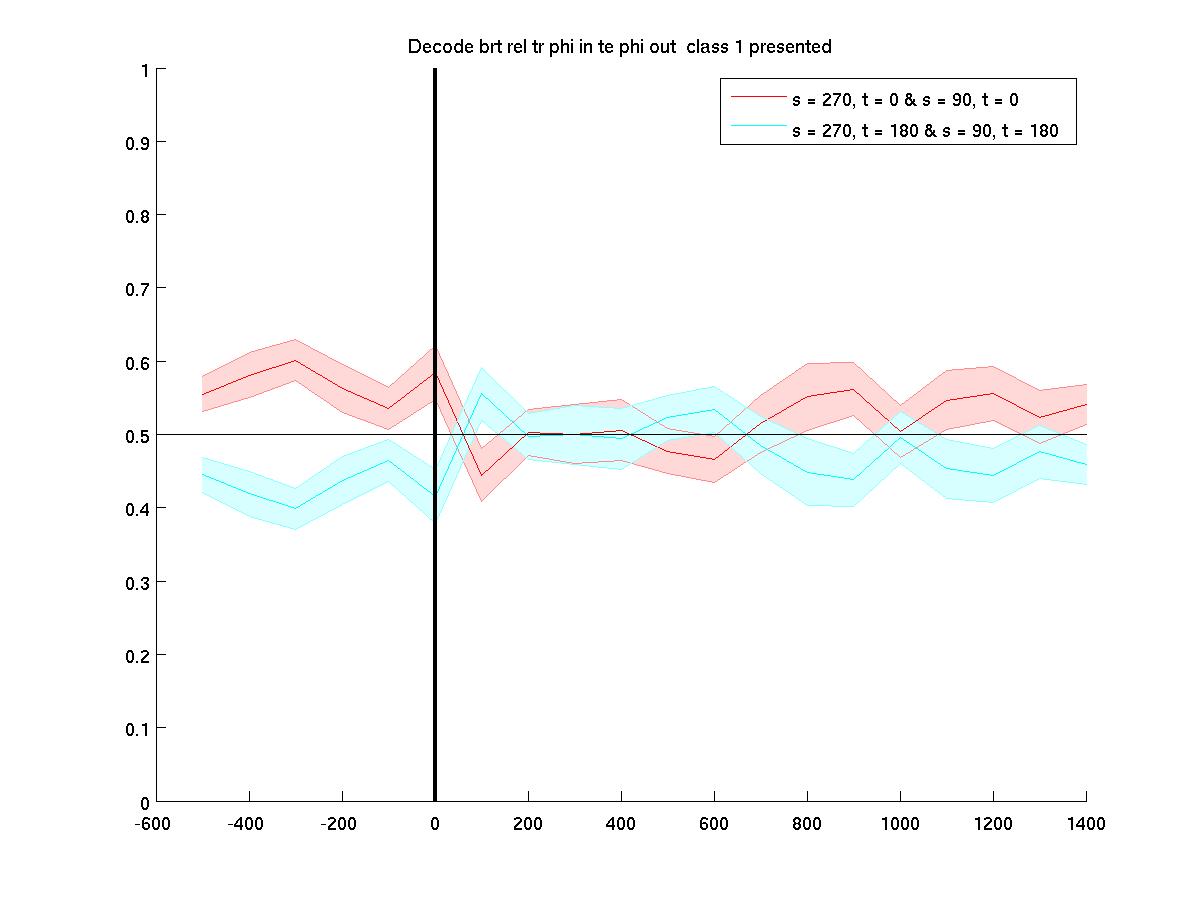 Decode brt rel tr phi in te phi out  class 1 presented
s = 270, t = 0 & s = 90, t = 0
s = 270, t = 180 & s = 90, t = 180
1
0.9
0.8
0.7
0.6
0.5
0.4
0.3
0.2
0.1
0
-600 -400 -200 0 200 400 600 800 1000 1200 1400